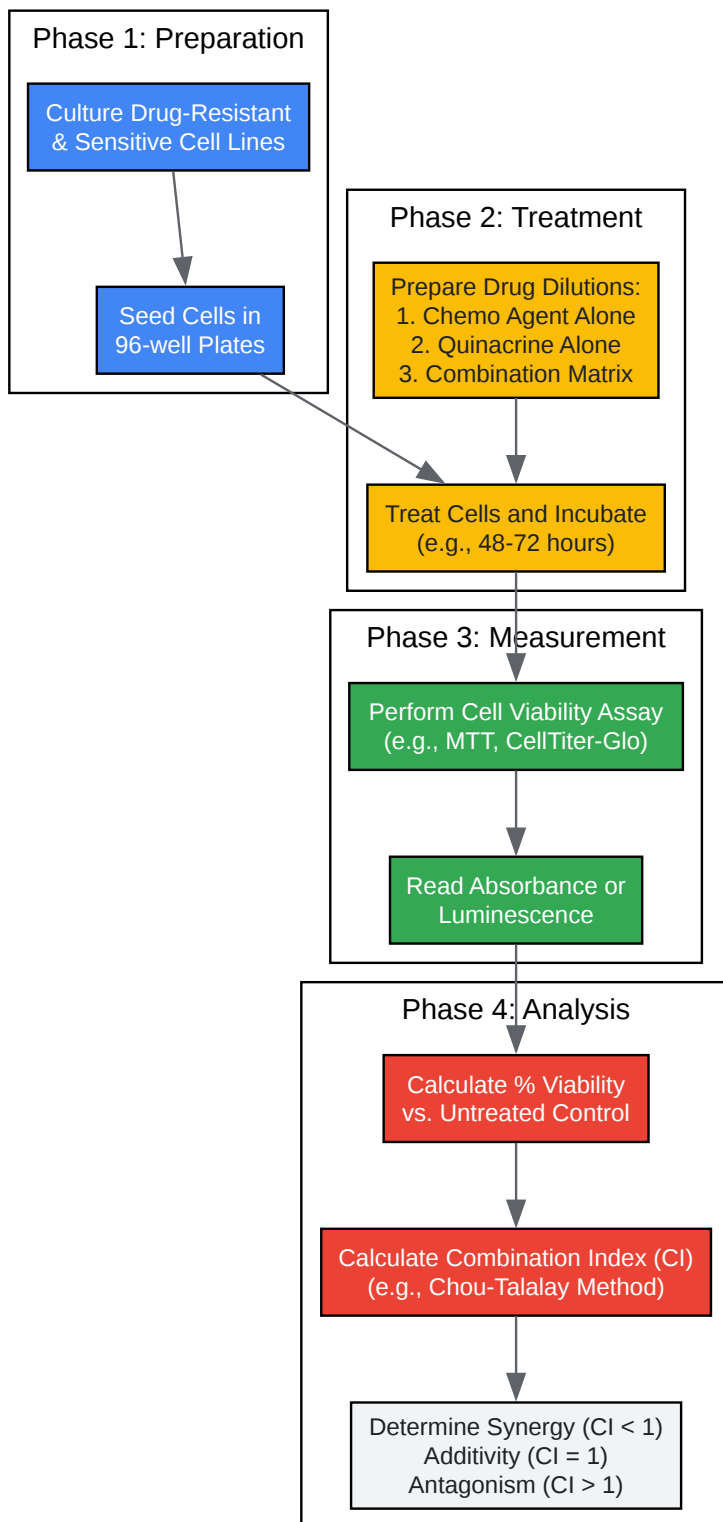 Phase 1: Preparation
Culture Drug-Resistant
& Sensitive Cell Lines
Seed Cells in
96-well Plates
Phase 2: Treatment
Prepare Drug Dilutions:
1. Chemo Agent Alone
2. Quinacrine Alone
3. Combination Matrix
Treat Cells and Incubate
(e.g., 48-72 hours)
Phase 3: Measurement
Perform Cell Viability Assay
(e.g., MTT, CellTiter-Glo)
Read Absorbance or
Luminescence
Phase 4: Analysis
Calculate % Viability
vs. Untreated Control
Calculate Combination Index (CI)
(e.g., Chou-Talalay Method)
Determine Synergy (CI < 1)
Additivity (CI = 1)
Antagonism (CI > 1)